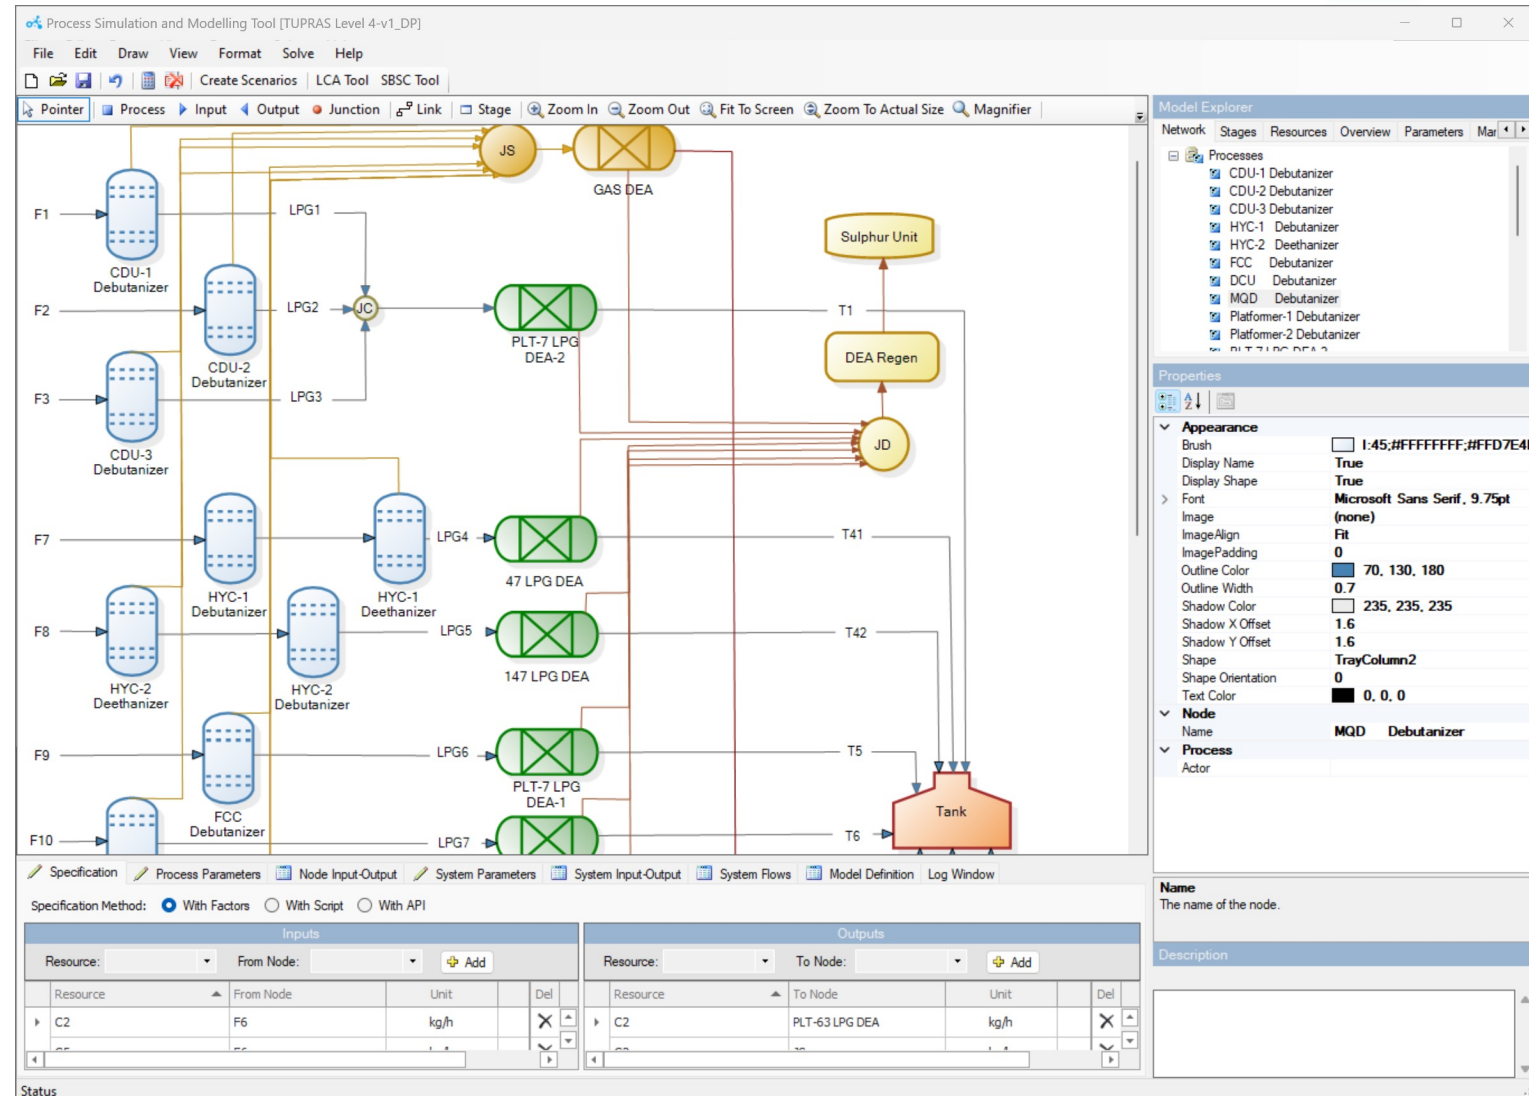 Process Simulation and Modelling Tool [TUPRAS Level 4-v1_DP]
File Edit Draw View Format Solve Help
Create Scenarios LCA Tool SBSC Tool
Pointer Process Input Output Junction Link Stage Zoom In Zoom Out Fit To Screen Zoom To Actual Size Magnifier
JS
GAS DEA
F1
LPG1
CDU-1
Debutanizer
Sulphur Unit
F2
LPG2
JC
T1
PLT-7 LPG
DEA-2
CDU-2
Debutanizer
DEA Regen
F3
LPG3
CDU-3
Debutanizer
JD
F7
LPG4
T41
47 LPG DEA
HYC-1
Debutanizer
HYC-1
Deethanizer
F8
LPG5
T42
147 LPG DEA
HYC-2
Deethanizer
HYC-2
Debutanizer
F9
LPG6
T5
PLT-7 LPG
DEA-1
FCC
Debutanizer
Tank
F10
LPG7
T6
Model Explorer
Network Stages Resources Overview Parameters Mar
Processes
CDU-1 Debutanizer
CDU-2 Debutanizer
CDU-3 Debutanizer
HYC-1 Debutanizer
HYC-2 Deethanizer
FCC Debutanizer
DCU Debutanizer
MQD Debutanizer
Platformer-1 Debutanizer
Platformer-2 Debutanizer
Properties
Appearance
Brush I:45;#FFFFFFFF;#FFD7E4
Display Name True
Display Shape True
Font Microsoft Sans Serif, 9.75pt
Image (none)
ImageAlign Fit
ImagePadding 0
Outline Color 70, 130, 180
Outline Width 0.7
Shadow Color 235, 235, 235
Shadow X Offset 1.6
Shadow Y Offset 1.6
Shape TrayColumn2
Shape Orientation 0
Text Color 0, 0, 0
Node
Name MQD Debutanizer
Process
Actor
Name
The name of the node.
Description
Specification Process Parameters Node Input-Output System Parameters System Input-Output System Flows Model Definition Log Window
Specification Method: With Factors With Script With API
Inputs
Resource: From Node: Add
Resource From Node Unit Del
C2 F6 kg/h
Outputs
Resource: To Node: Add
Resource To Node Unit Del
C2 PLT-63 LPG DEA kg/h
Status